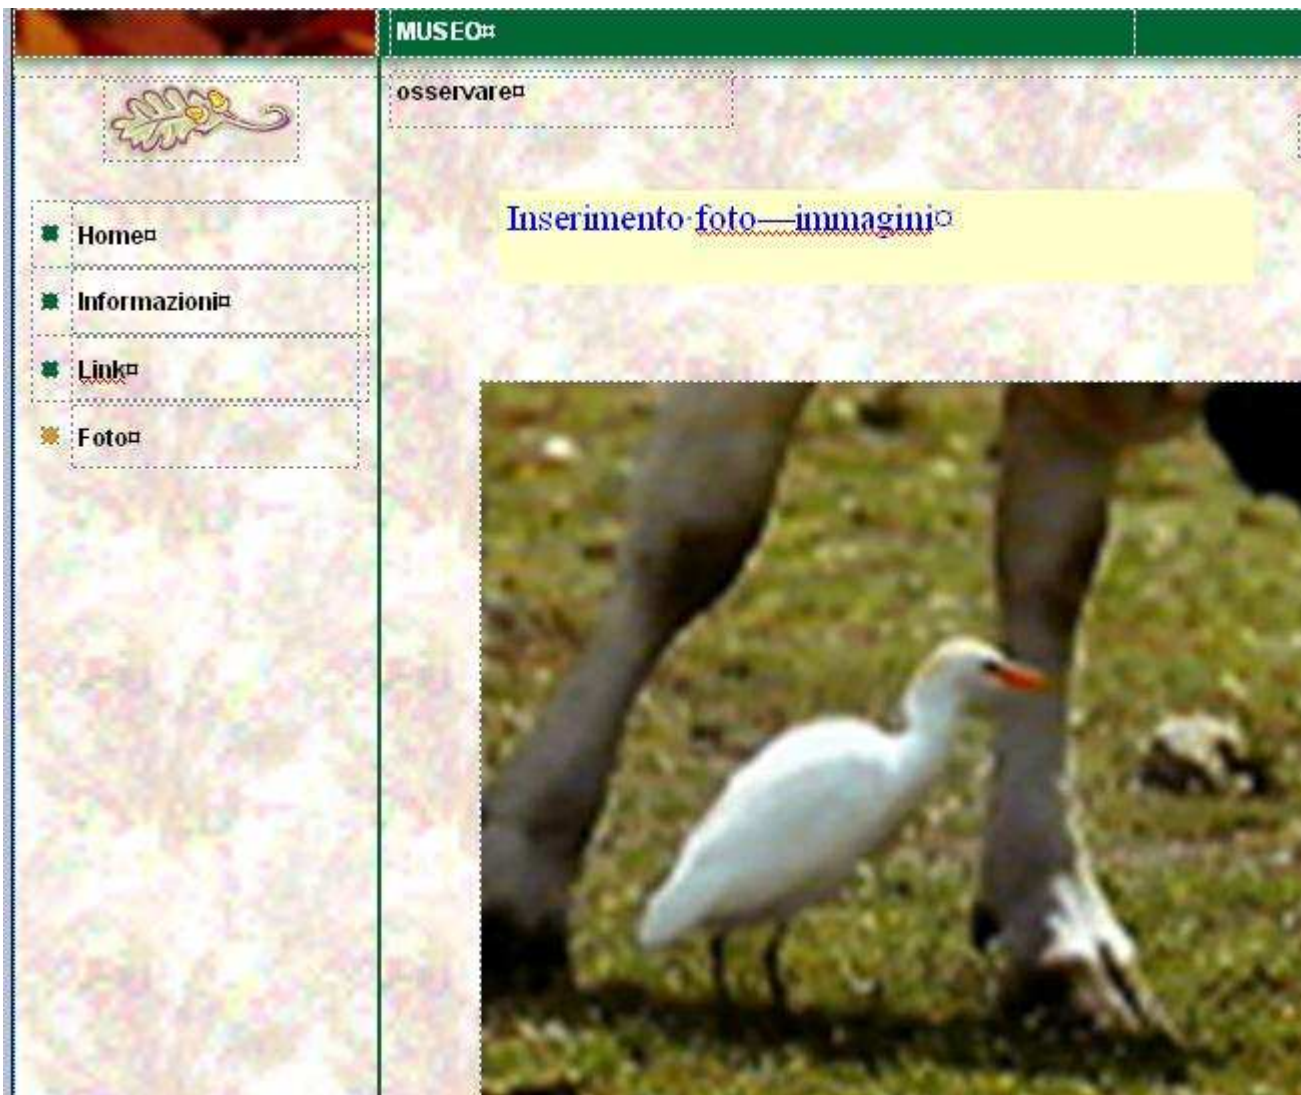 MUSEO¤
osservare¤
Inserimento·foto—immagini¤
Home¤
Informazioni¤
Link¤
Foto¤